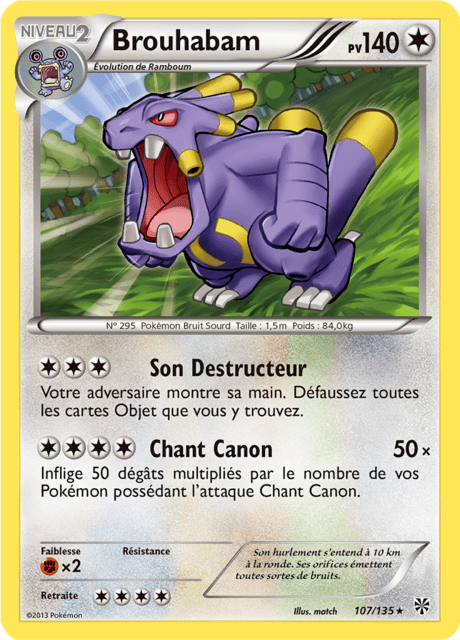 NIVEAU2 Brouhabam PV140
Évolution de Ramboum
N° 295 Pokémon Bruit Sourd Taille : 1,5m Poids : 84,0kg
Son Destructeur
Votre adversaire montre sa main. Défaussez toutes
les cartes Objet que vous y trouvez.
Chant Canon 50×
Inflige 50 dégâts multipliés par le nombre de vos
Pokémon possédant l'attaque Chant Canon.
Faiblesse Résistance
×2
Retraite
Son hurlement s'entend à 10 km
à la ronde. Ses orifices émettent
toutes sortes de bruits.
©2013 Pokémon Illus. match 107/135★